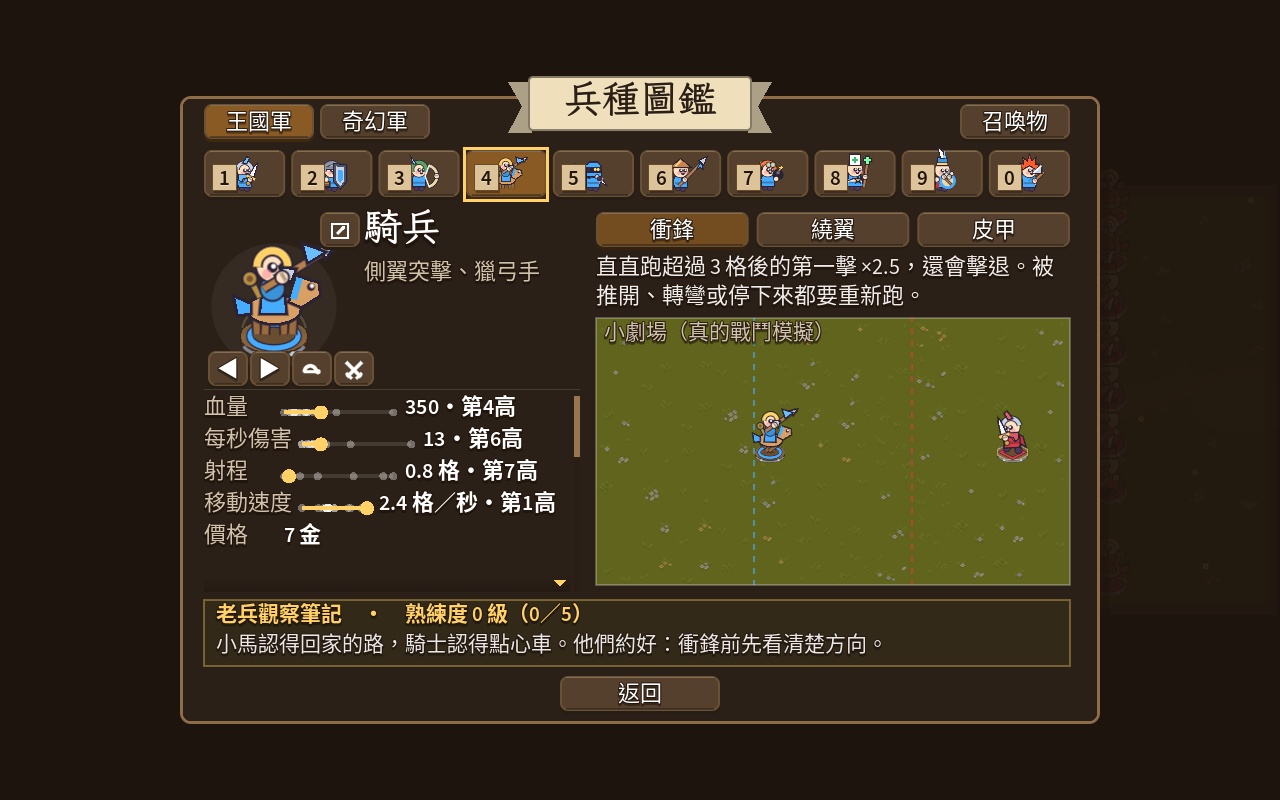 兵種圖鑑
王國軍
奇幻軍
召喚物
1
2
3
4
5
6
7
8
9
0
騎兵
側翼突擊、獵弓手
血量 350·第4高
每秒傷害 13·第6高
射程 0.8 格·第7高
移動速度 2.4 格／秒·第1高
價格 7 金
衝鋒
繞翼
皮甲
直直跑超過 3 格後的第一擊 ×2.5，還會擊退。被
推開、轉彎或停下來都要重新跑。
小劇場（真的戰鬥模擬）
老兵觀察筆記 · 熟練度 0 級（0／5）
小馬認得回家的路，騎士認得點心車。他們約好：衝鋒前先看清楚方向。
返回